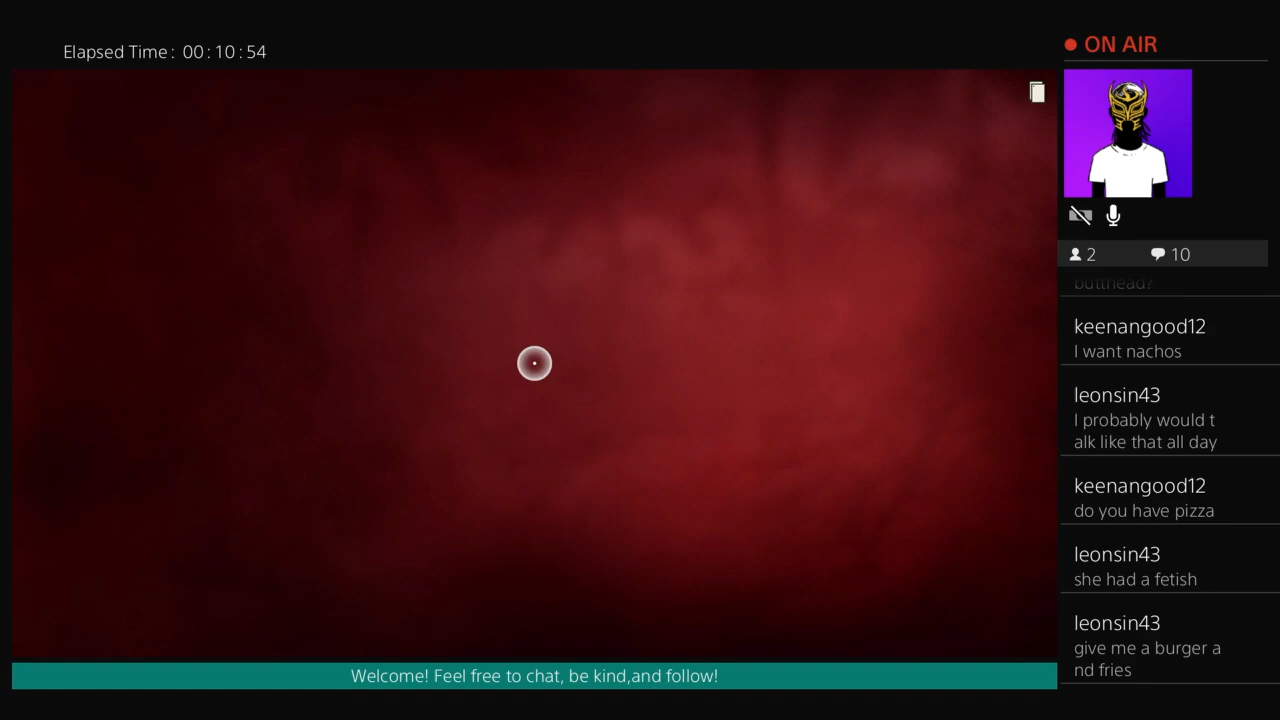 Elapsed Time: 00:10:54
ON AIR
2 10
butthead?
keenangood12
I want nachos
leonsin43
I probably would t
alk like that all day
keenangood12
do you have pizza
leonsin43
she had a fetish
leonsin43
give me a burger a
nd fries
Welcome! Feel free to chat, be kind,and follow!